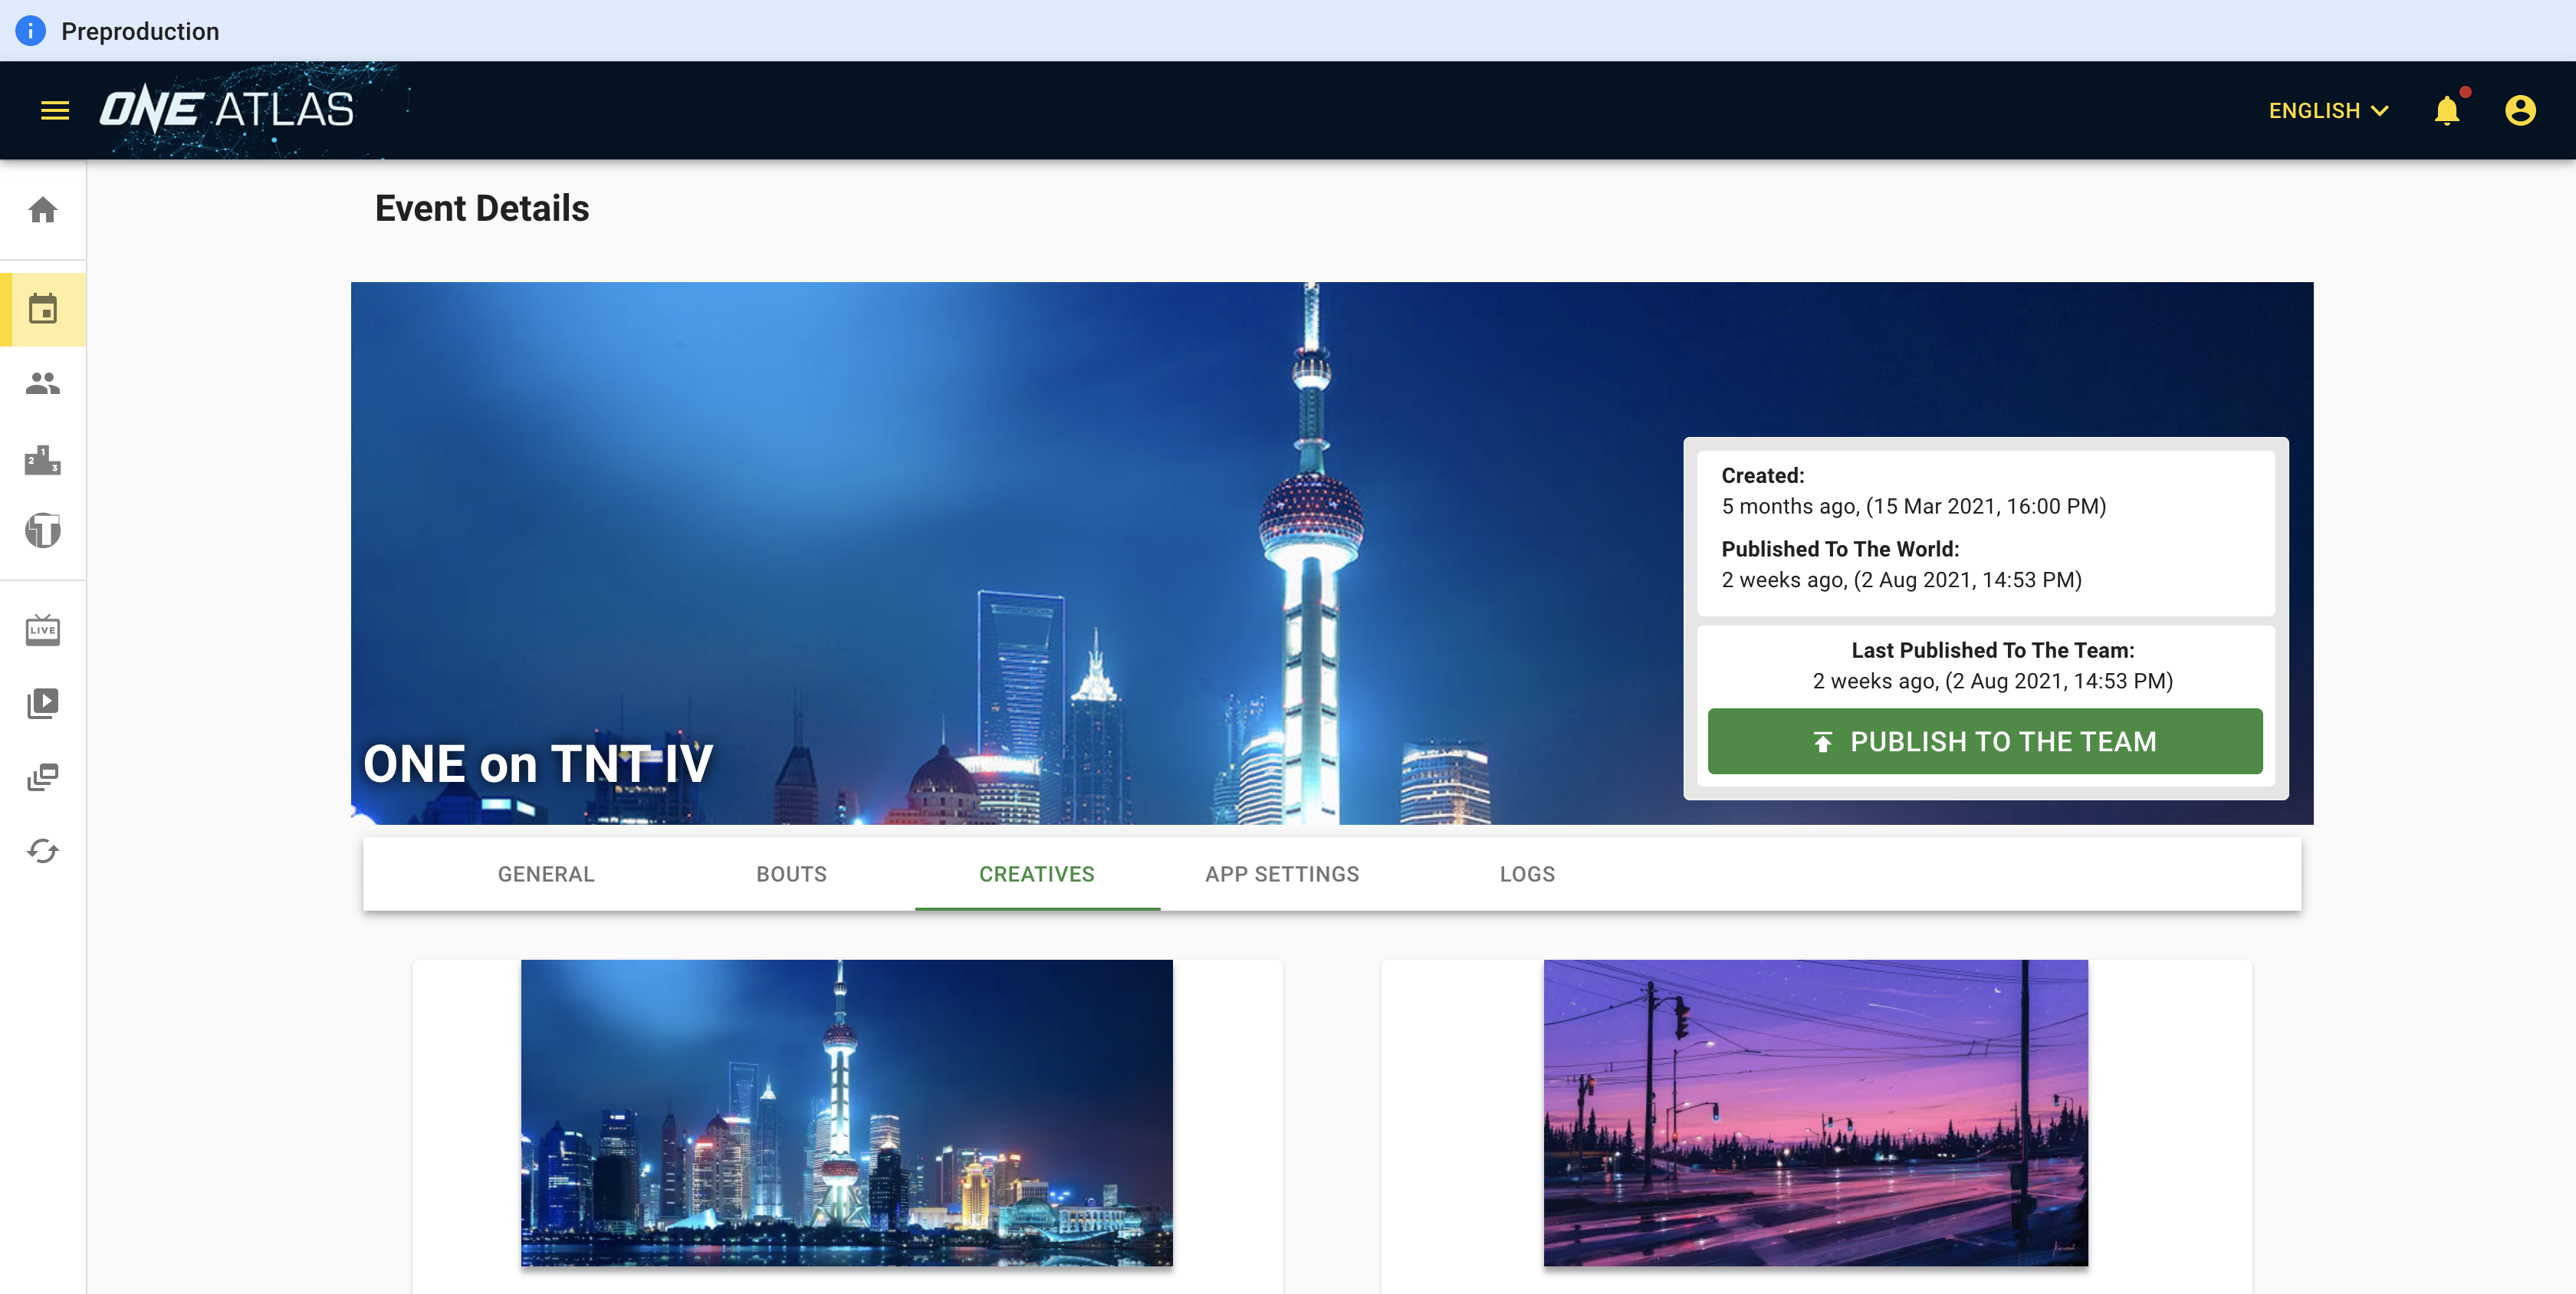 Preproduction
ONE ATLAS
ENGLISH
Event Details
Created:
5 months ago, (15 Mar 2021, 16:00 PM)
Published To The World:
2 weeks ago, (2 Aug 2021, 14:53 PM)
Last Published To The Team:
2 weeks ago, (2 Aug 2021, 14:53 PM)
PUBLISH TO THE TEAM
1
2
3
T
LIVE
ONE on TNT IV
GENERAL
BOUTS
CREATIVES
APP SETTINGS
LOGS